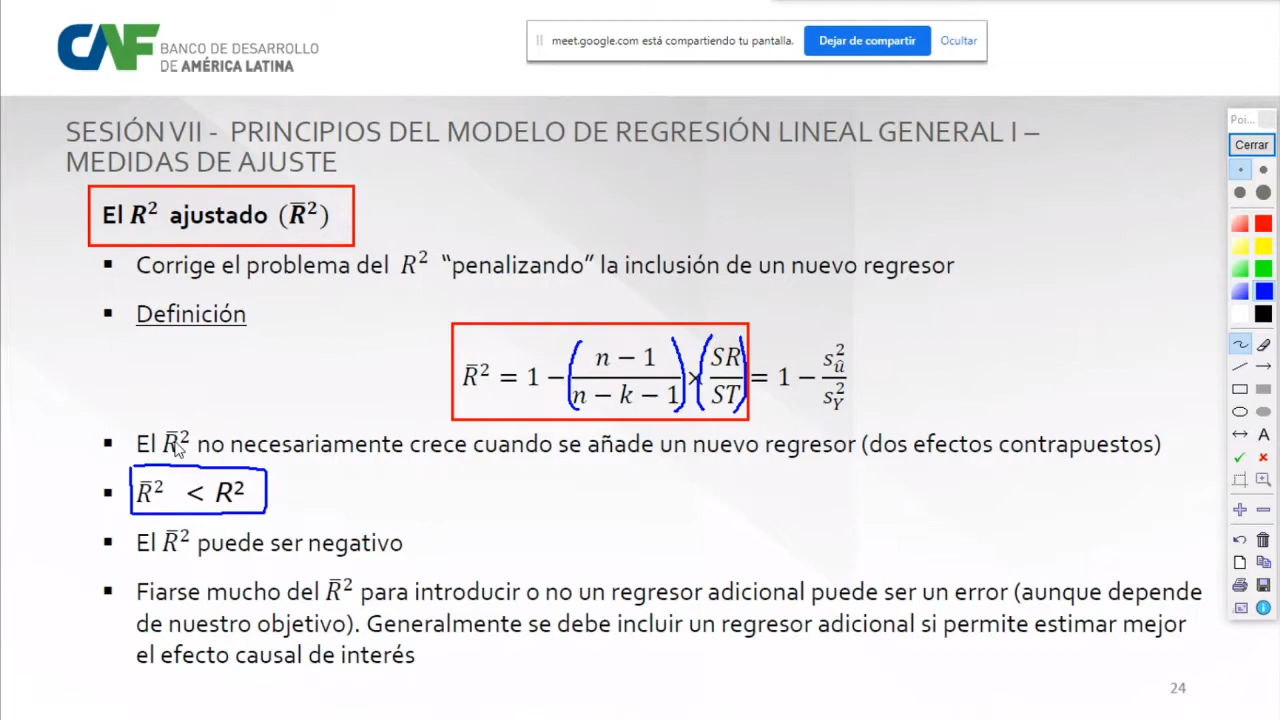 CAF BANCO DE DESARROLLO
DE AMÉRICA LATINA
meet.google.com está compartiendo tu pantalla. Dejar de compartir Ocultar
SESIÓN VII - PRINCIPIOS DEL MODELO DE REGRESIÓN LINEAL GENERAL I –
MEDIDAS DE AJUSTE
El R² ajustado (R̅²)
▪ Corrige el problema del R² “penalizando” la inclusión de un nuevo regresor
▪ Definición
R̅² = 1 − (n − 1 / n − k − 1) × (SR / ST) = 1 − s²û / s²Y
▪ El R̅² no necesariamente crece cuando se añade un nuevo regresor (dos efectos contrapuestos)
▪ R̅² < R²
▪ El R̅² puede ser negativo
▪ Fiarse mucho del R̅² para introducir o no un regresor adicional puede ser un error (aunque depende
de nuestro objetivo). Generalmente se debe incluir un regresor adicional si permite estimar mejor
el efecto causal de interés
24
Poi...
Cerrar
A